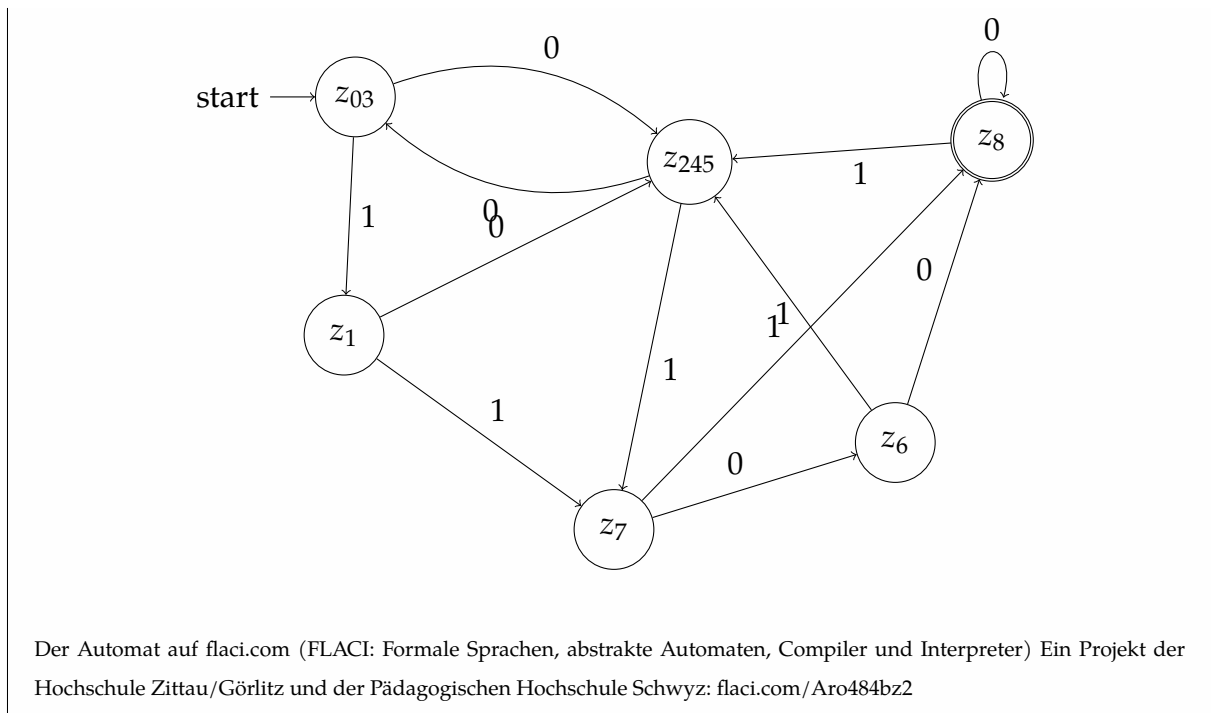 0
0
start
z03
z8
z245
1
1
0
0
0
1
1
z1
1
1
z6
0
z7
Der Automat auf flaci.com (FLACI: Formale Sprachen, abstrakte Automaten, Compiler und Interpreter) Ein Projekt der
Hochschule Zittau/Görlitz und der Pädagogischen Hochschule Schwyz: flaci.com/Aro484bz2